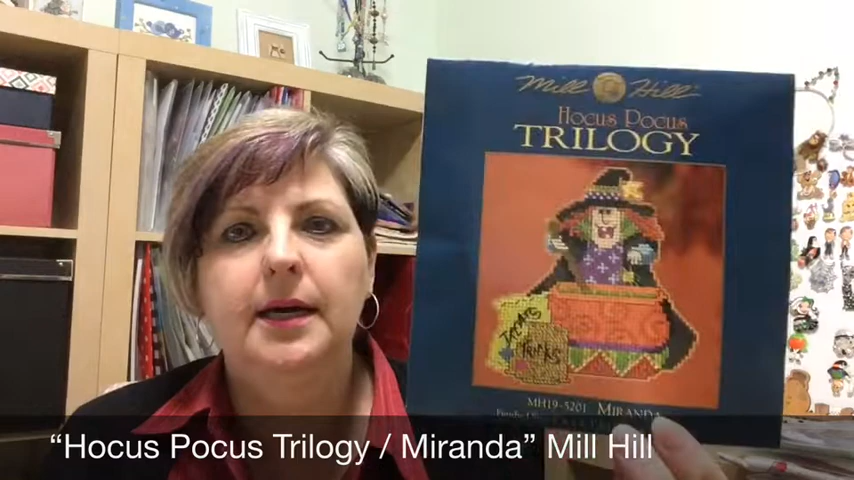 Mill Hill
Hocus Pocus
TRILOGY
Treats
Tricks
MH19-5201 MIRANDA
“Hocus Pocus Trilogy / Miranda” Mill Hill